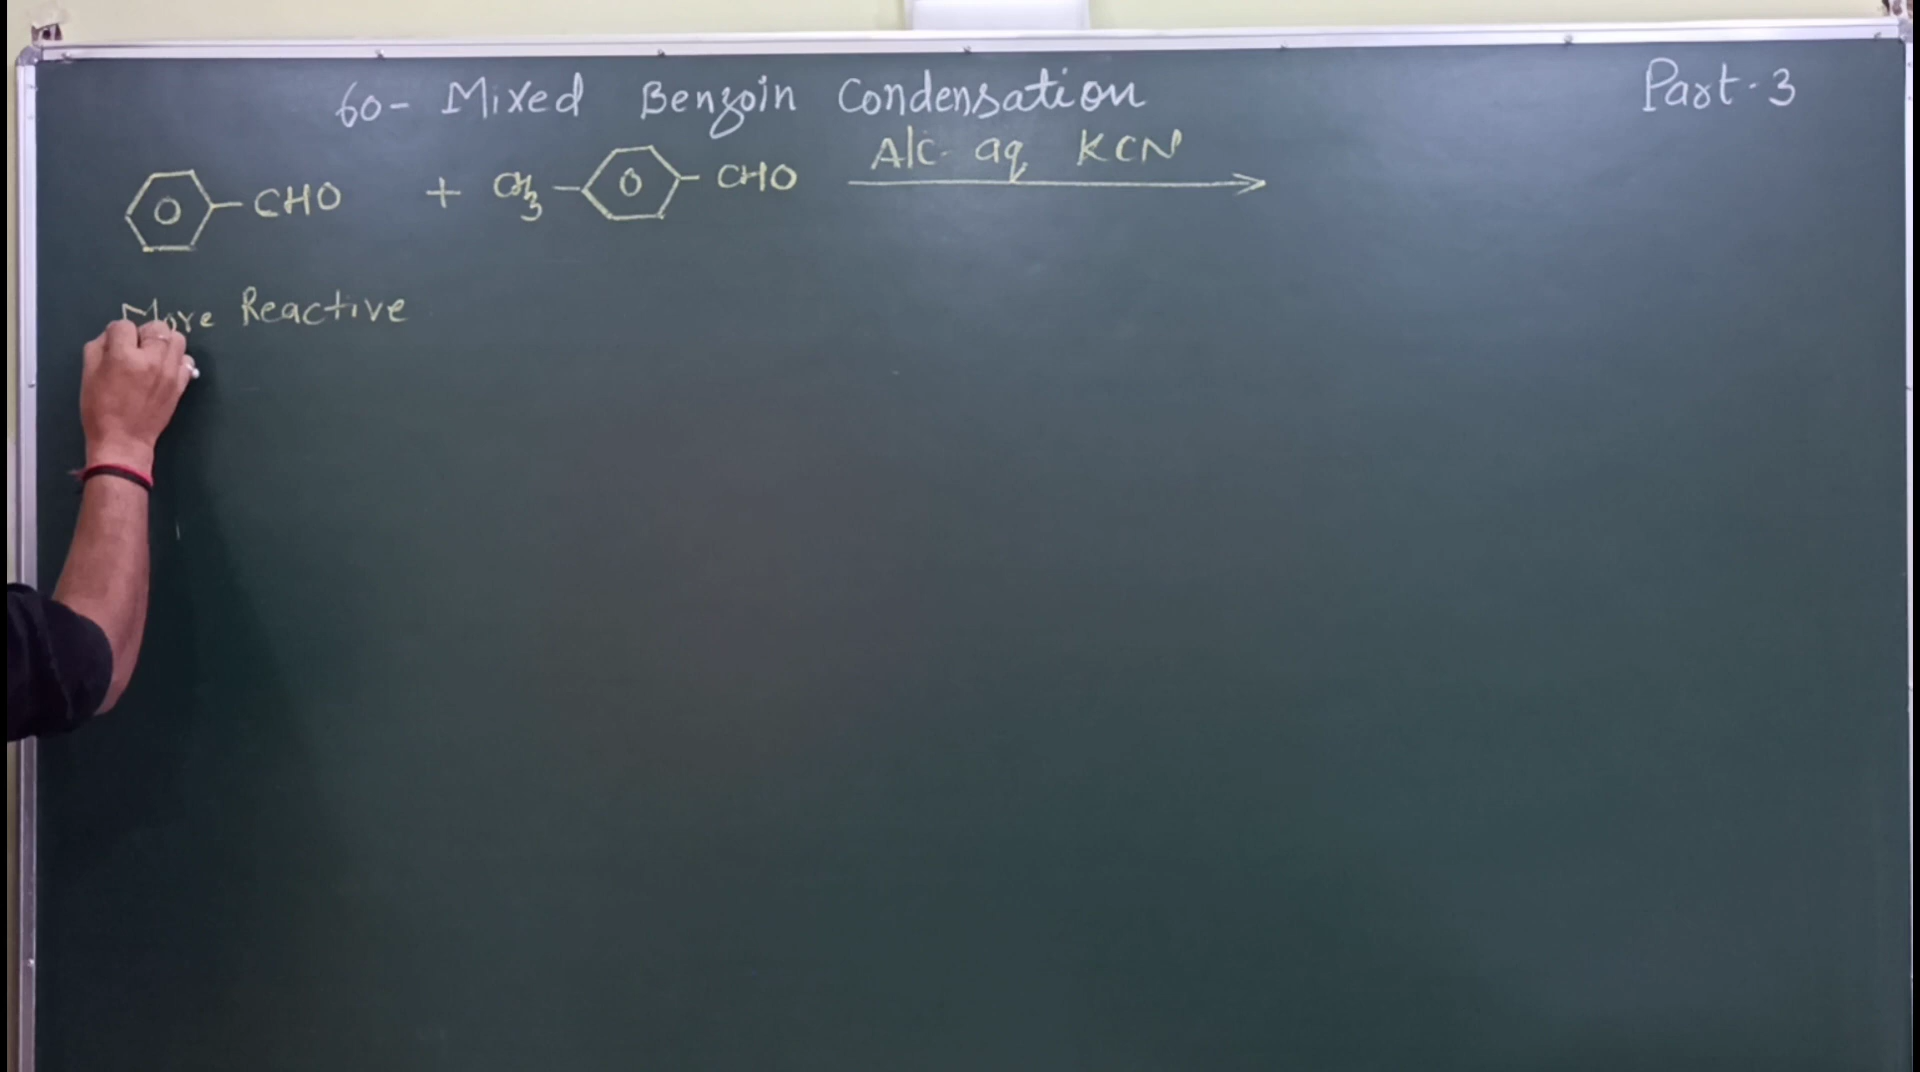 60- Mixed Benzoin Condensation
Part-3
CHO + CH3 CHO Alc. aq KCN
More Reactive